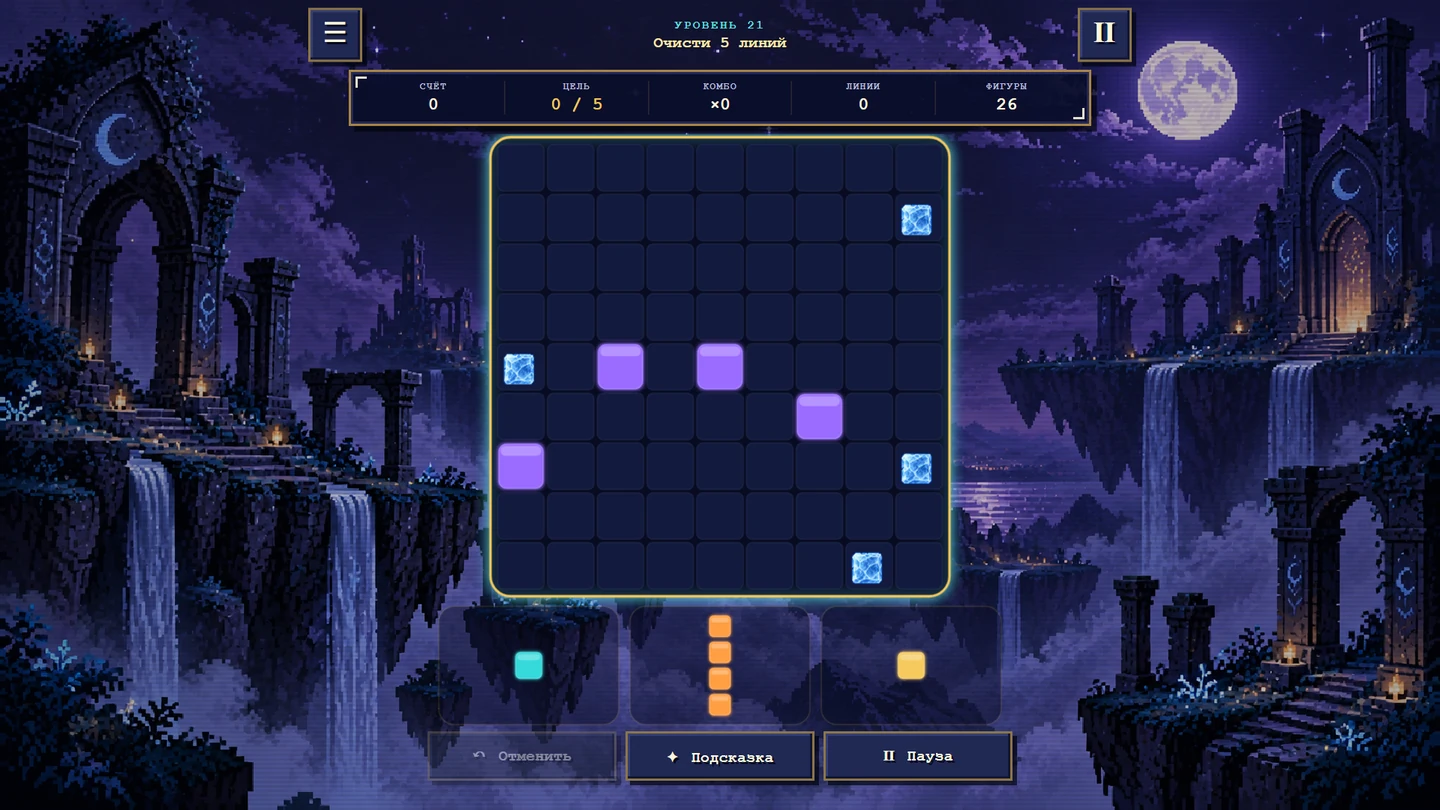 УРОВЕНЬ 21
Очисти 5 линий
СЧЁТ
0
ЦЕЛЬ
0 / 5
КОМБО
×0
ЛИНИИ
0
ФИГУРЫ
26
Отменить
Подсказка
Пауза